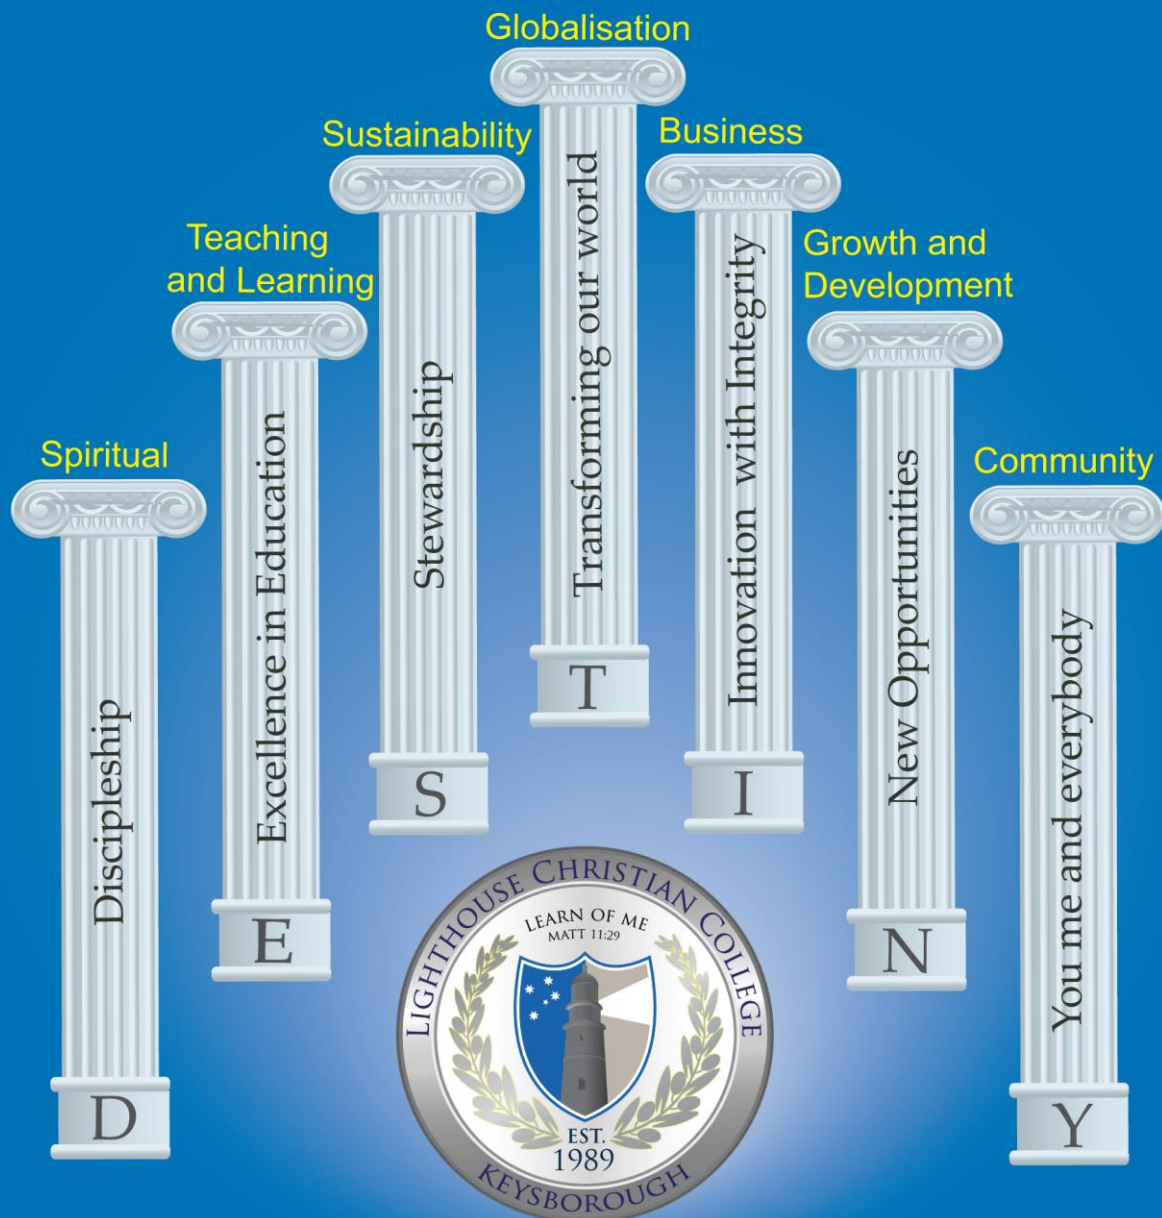 Globalisation
Sustainability
Business
Teaching
and Learning
Growth and
Development
Spiritual
Community
Discipleship
Excellence in Education
Stewardship
Transforming our world
Innovation with Integrity
New Opportunities
You me and everybody
D
E
S
T
I
N
Y
LIGHTHOUSE CHRISTIAN COLLEGE
LEARN OF ME
MATT 11:29
EST.
1989
KEYSBOROUGH